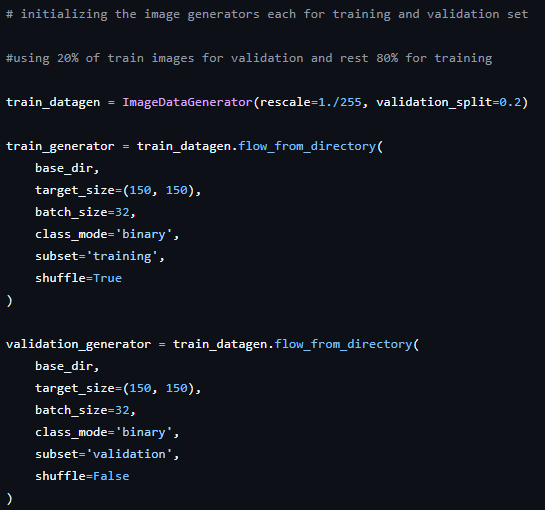 # initializing the image generators each for training and validation set
#using 20% of train images for validation and rest 80% for training
train_datagen = ImageDataGenerator(rescale=1./255, validation_split=0.2)
train_generator = train_datagen.flow_from_directory(
    base_dir,
    target_size=(150, 150),
    batch_size=32,
    class_mode='binary',
    subset='training',
    shuffle=True
)
validation_generator = train_datagen.flow_from_directory(
    base_dir,
    target_size=(150, 150),
    batch_size=32,
    class_mode='binary',
    subset='validation',
    shuffle=False
)